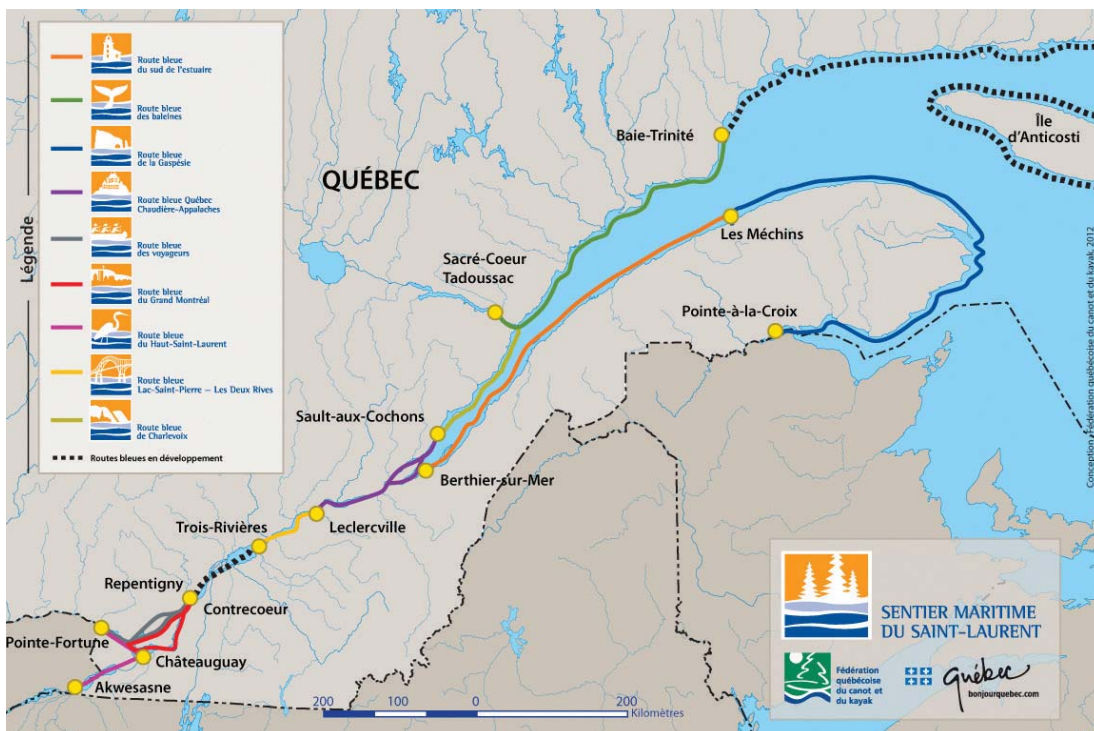 Légende
Route bleue
du sud de l'estuaire
Route bleue
des baleines
Route bleue
de la Gaspésie
Route bleue Québec
Chaudière-Appalaches
Route bleue
des voyageurs
Route bleue
du Grand Montréal
Route bleue
du Haut-Saint-Laurent
Route bleue
Lac-Saint-Pierre – Les Deux Rives
Route bleue
de Charlevoix
Routes bleues en développement
QUÉBEC
Baie-Trinité
Île
d'Anticosti
Les Méchins
Sacré-Coeur
Tadoussac
Pointe-à-la-Croix
Sault-aux-Cochons
Berthier-sur-Mer
Trois-Rivières
Leclercville
Repentigny
Contrecoeur
Pointe-Fortune
Châteauguay
Akwesasne
200 100 0 200
Kilomètres
SENTIER MARITIME
DU SAINT-LAURENT
Fédération
québécoise
du canot et
du kayak
Québec
bonjourquebec.com
Conception : Fédération québécoise du canot et du kayak, 2012